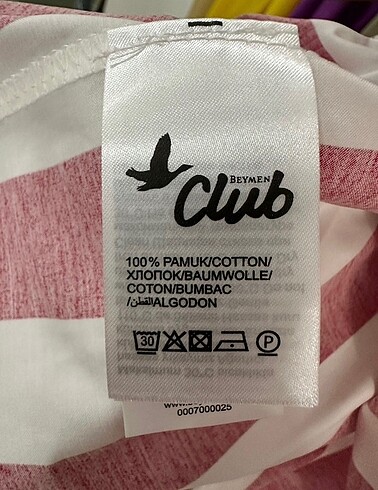 BEYMEN
Club
100% PAMUK/COTTON/
ХЛОПОК/BAUMWOLLE/
COTON/BUMBAC
/القطن/ALGODON
30
P
0007000025